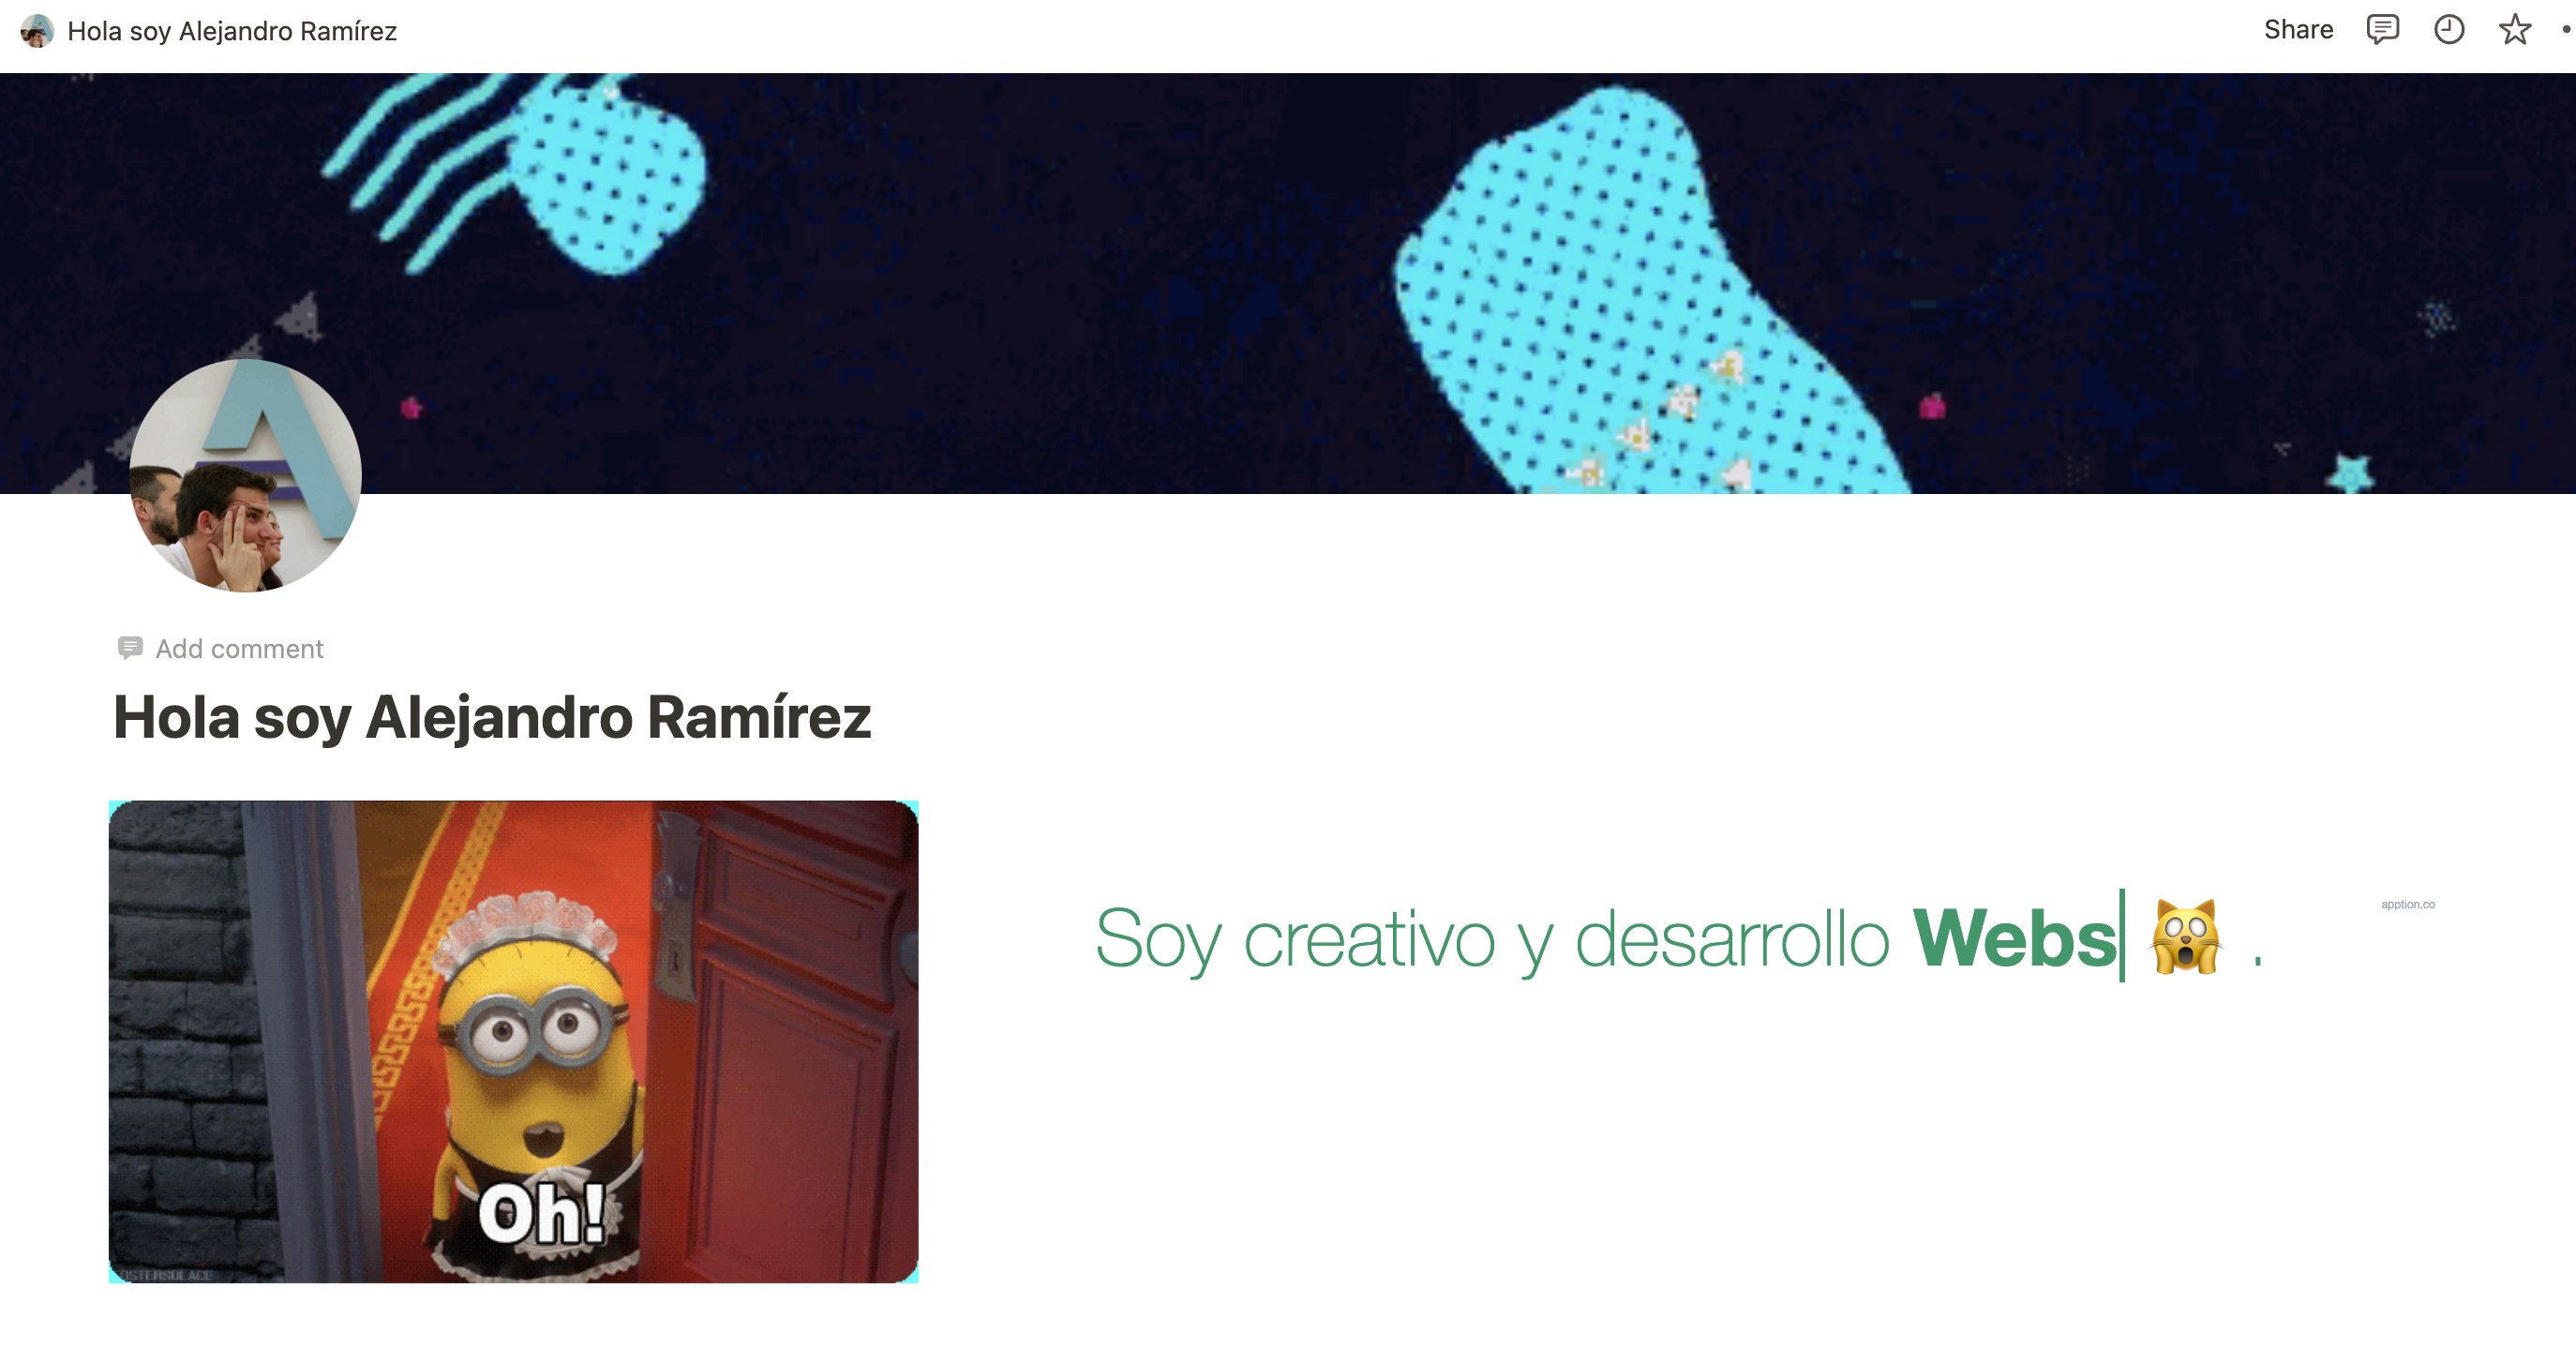 Hola soy Alejandro Ramírez
Share
Add comment
Hola soy Alejandro Ramírez
Oh!
Soy creativo y desarrollo Webs 🙀 .
apption.co